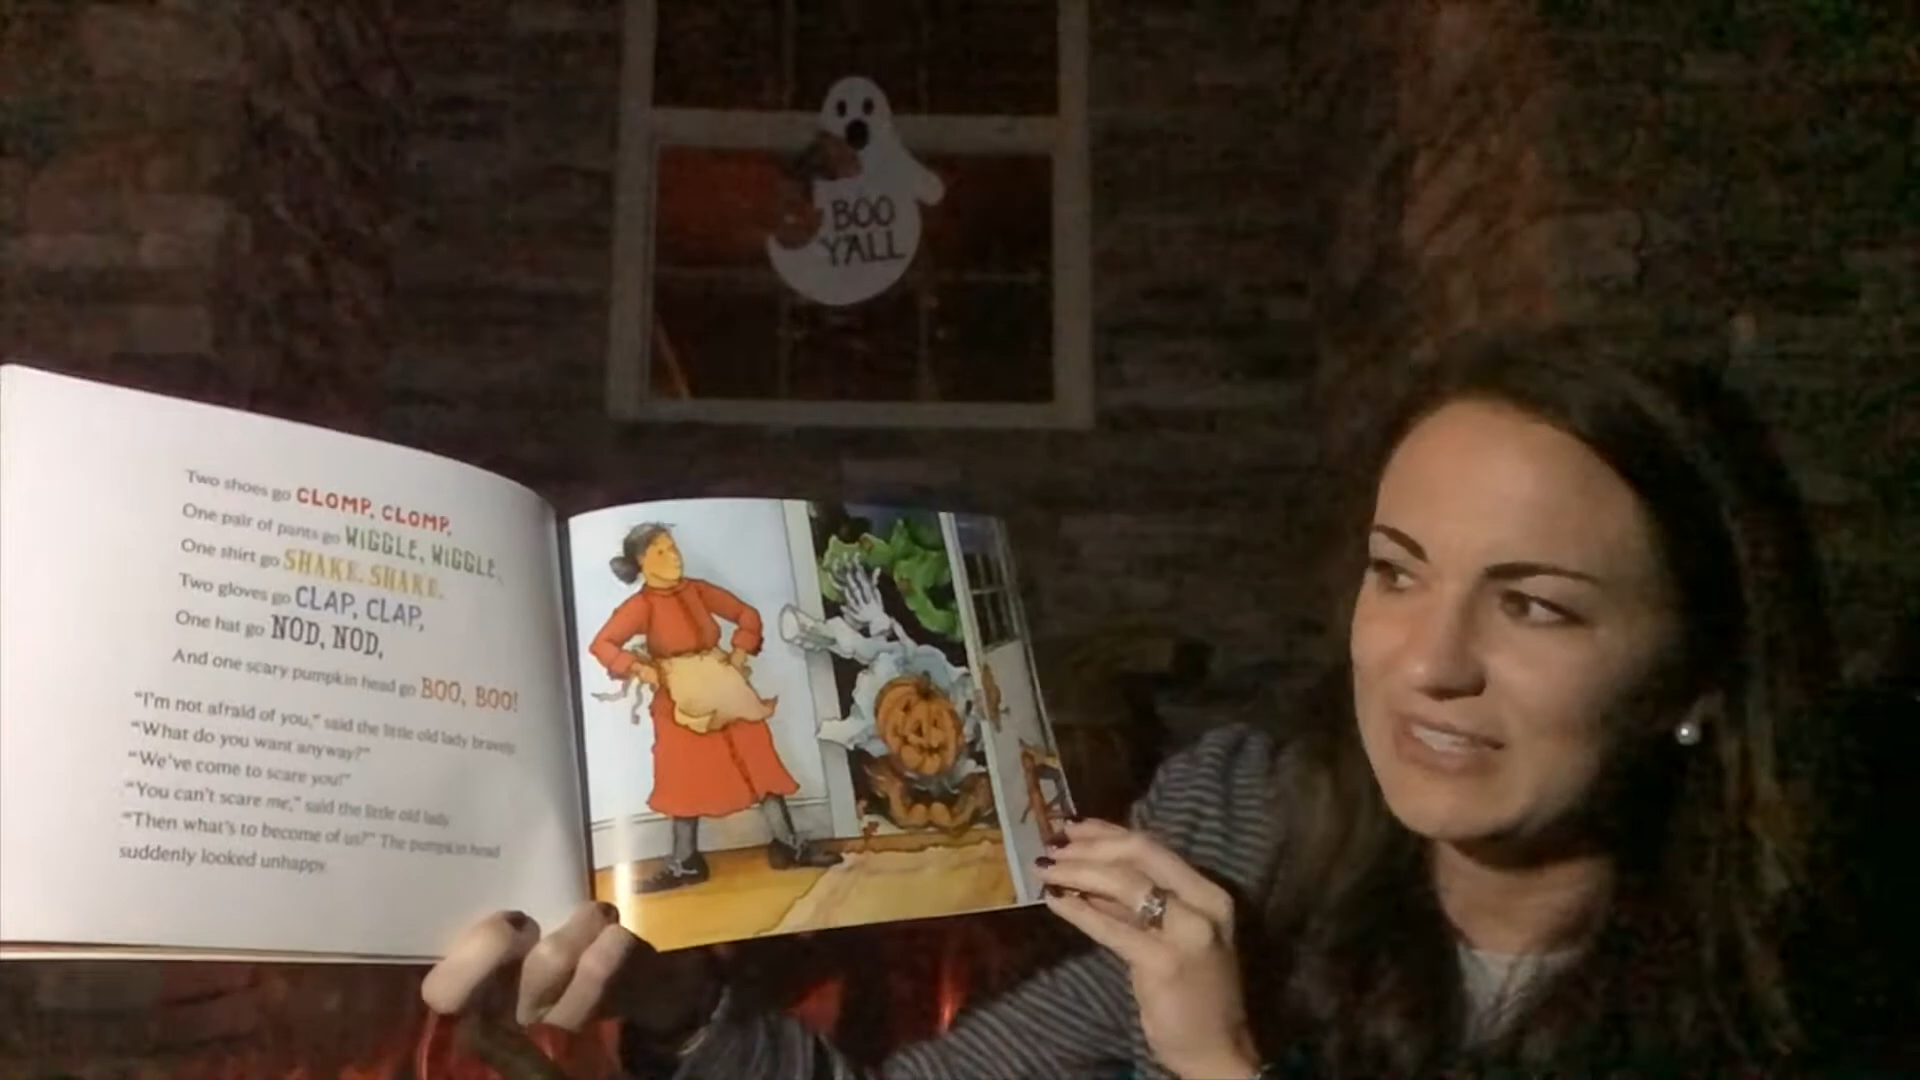 BOO
Y'ALL
Two shoes go CLOMP, CLOMP,
One pair of pants go WIGGLE, WIGGLE,
One shirt go SHAKE, SHAKE,
Two gloves go CLAP, CLAP,
One hat go NOD, NOD,
And one scary pumpkin head go BOO, BOO!
"I'm not afraid of you," said the little old lady bravely.
"What do you want anyway?"
"We've come to scare you!"
"You can't scare me," said the little old lady.
"Then what's to become of us?" The pumpkin head
suddenly looked unhappy.